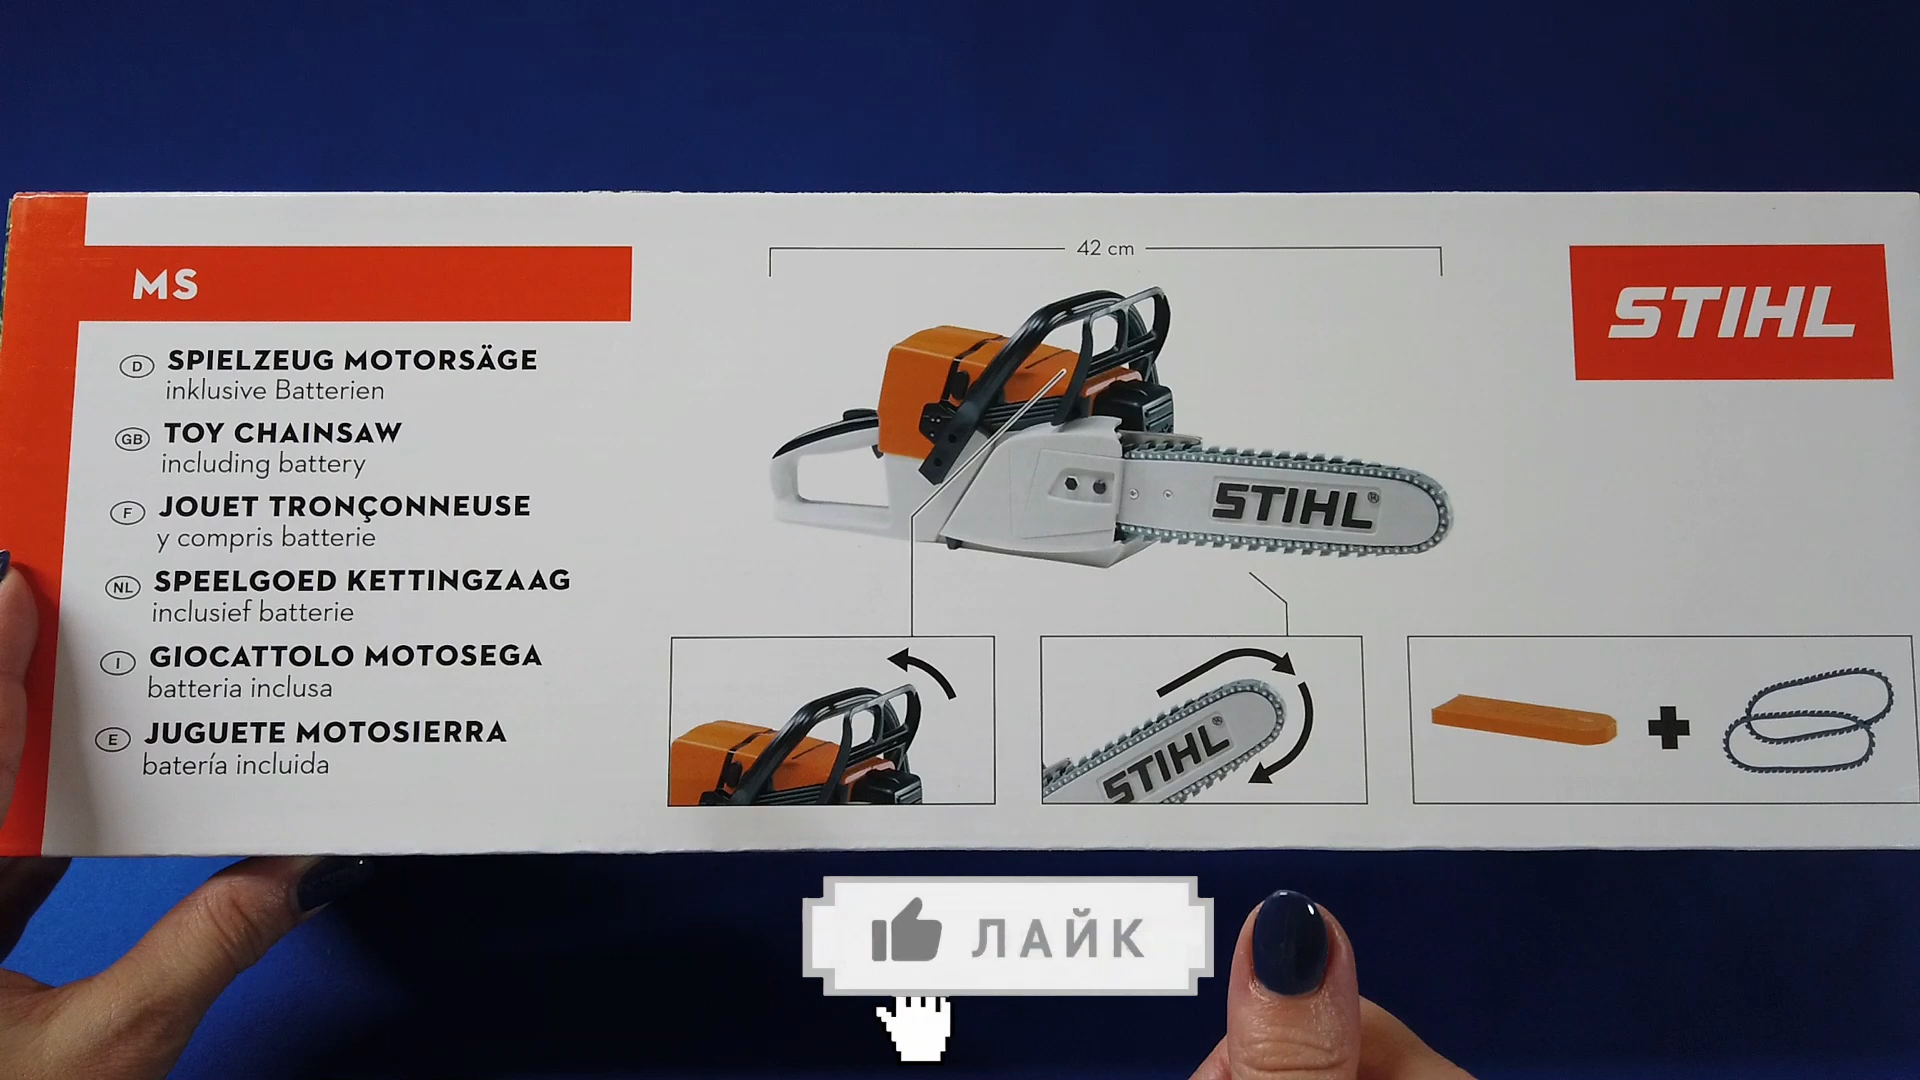 MS
D SPIELZEUG MOTORSÄGE
inklusive Batterien
GB TOY CHAINSAW
including battery
F JOUET TRONÇONNEUSE
y compris batterie
NL SPEELGOED KETTINGZAAG
inclusief batterie
I GIOCATTOLO MOTOSEGA
batteria inclusa
E JUGUETE MOTOSIERRA
batería incluida
42 cm
STIHL®
STIHL®
STIHL
ЛАЙК